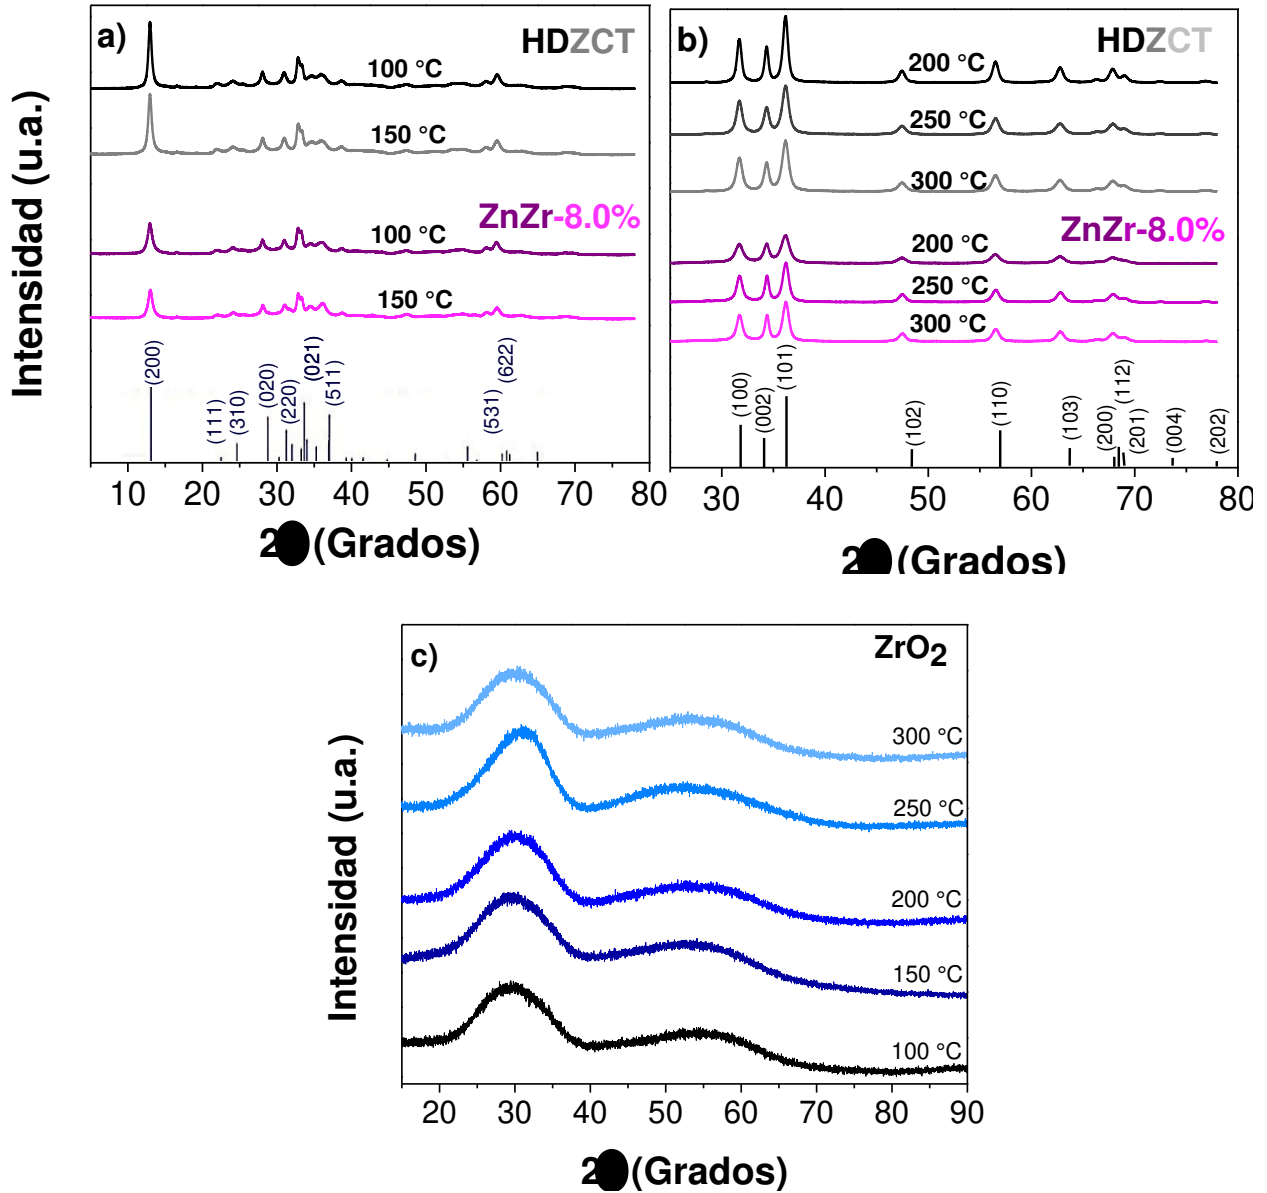 a)
HDZCT
100 °C
150 °C
ZnZr-8.0%
100 °C
150 °C
(200)
(111)
(310)
(020)
(220)
(021)
(511)
(531)
(622)
10 20 30 40 50 60 70 80
Intensidad (u.a.)
(Grados)
b)
HDZCT
200 °C
250 °C
300 °C
ZnZr-8.0%
200 °C
250 °C
300 °C
(100)
(002)
(101)
(102)
(110)
(103)
(200)
(112)
(201)
(004)
(202)
30 40 50 60 70 80
(Grados)
c)
ZrO2
300 °C
250 °C
200 °C
150 °C
100 °C
20 30 40 50 60 70 80 90
Intensidad (u.a.)
(Grados)